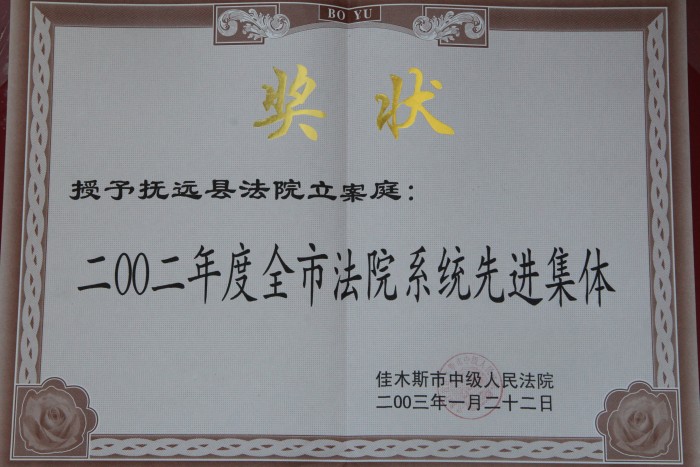 BO YU
奖状
授予抚远县法院立案庭：
二00二年度全市法院系统先进集体
佳木斯市中级人民法院
二00三年一月二十二日